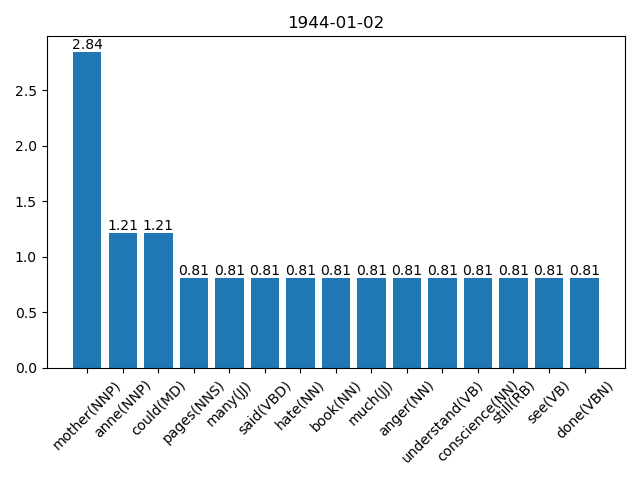 1944-01-02
2.84
1.21 1.21
0.81 0.81 0.81 0.81 0.81 0.81 0.81 0.81 0.81 0.81 0.81 0.81
2.5
2.0
1.5
1.0
0.5
0.0
mother(NNP)
anne(NNP)
could(MD)
pages(NNS)
many(JJ)
said(VBD)
hate(NN)
book(NN)
much(JJ)
anger(NN)
understand(VB)
conscience(NN)
still(RB)
see(VB)
done(VBN)